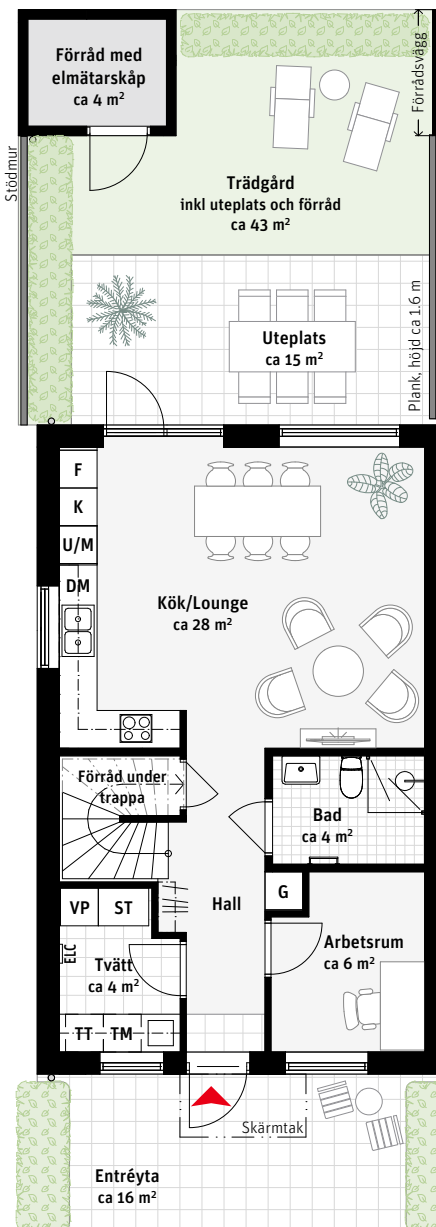 Förråd med
elmätarskåp
ca 4 m²
Förrådsvägg
Stödmur
Trädgård
inkl uteplats och förråd
ca 43 m²
Plank, höjd ca 1.6 m
Uteplats
ca 15 m²
F
K
U/M
DM
Kök/Lounge
ca 28 m²
Förråd under
trappa
Bad
ca 4 m²
G
Hall
VP
ST
ELC
Tvätt
ca 4 m²
Arbetsrum
ca 6 m²
TT
TM
Skärmtak
Entréyta
ca 16 m²